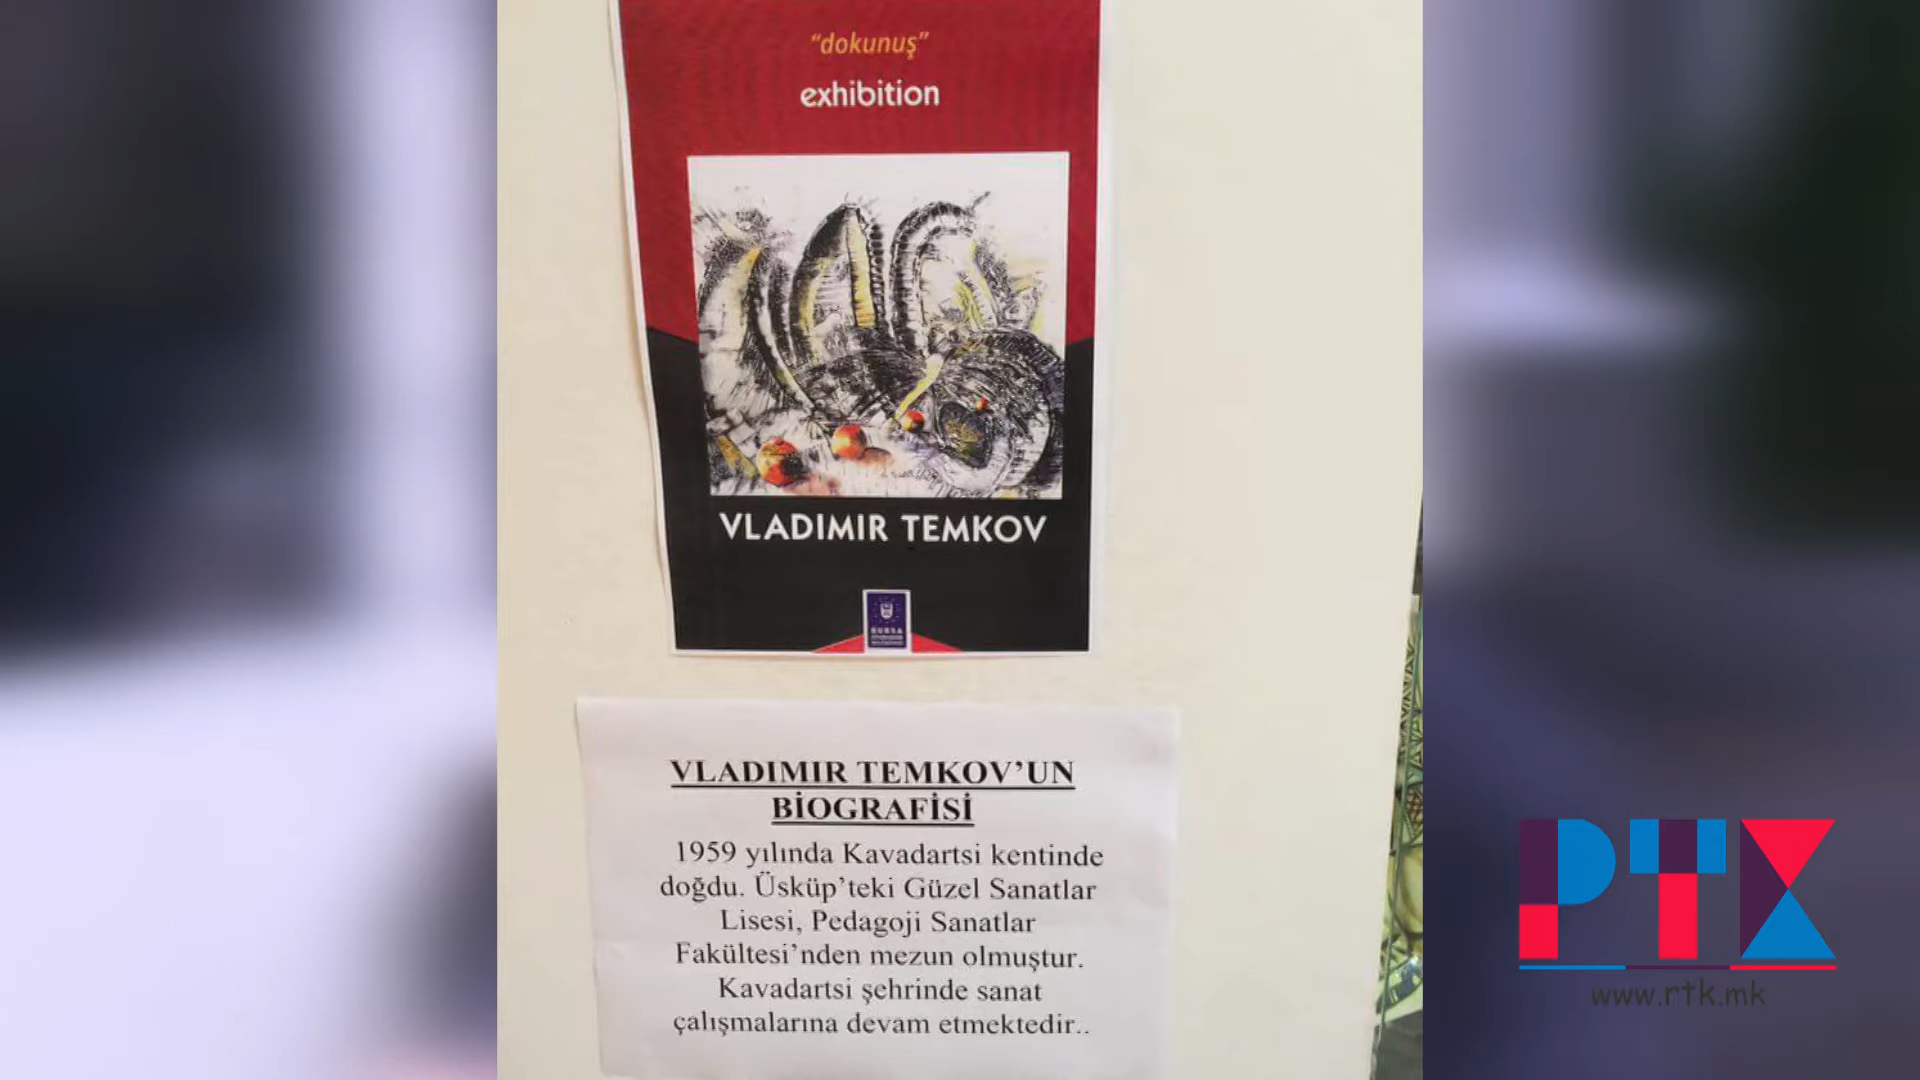 “dokunuş”
exhibition
VLADIMIR TEMKOV
BURSA
VLADIMIR TEMKOV’UN
BİOGRAFİSİ
1959 yılında Kavadartsi kentinde
doğdu. Üsküp’teki Güzel Sanatlar
Lisesi, Pedagoji Sanatlar
Fakültesi’nden mezun olmuştur.
Kavadartsi şehrinde sanat
çalışmalarına devam etmektedir..
РТК
www.rtk.mk